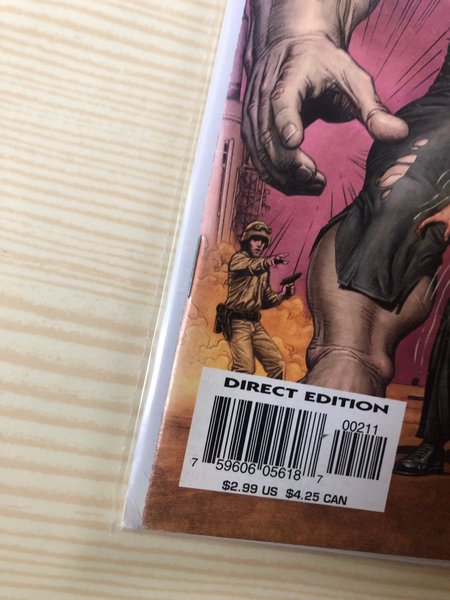 DIRECT EDITION
00211
7 59606 05618 7
$2.99 US $4.25 CAN